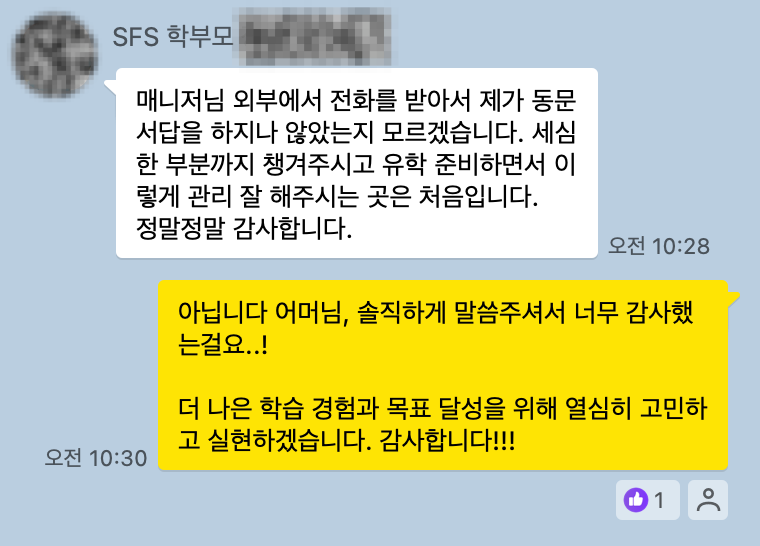 SFS 학부모
매니저님 외부에서 전화를 받아서 제가 동문
서답을 하지나 않았는지 모르겠습니다. 세심
한 부분까지 챙겨주시고 유학 준비하면서 이
렇게 관리 잘 해주시는 곳은 처음입니다.
정말정말 감사합니다.
오전 10:28
아닙니다 어머님, 솔직하게 말씀주셔서 너무 감사했
는걸요..!
더 나은 학습 경험과 목표 달성을 위해 열심히 고민하
고 실현하겠습니다. 감사합니다!!!
오전 10:30
1